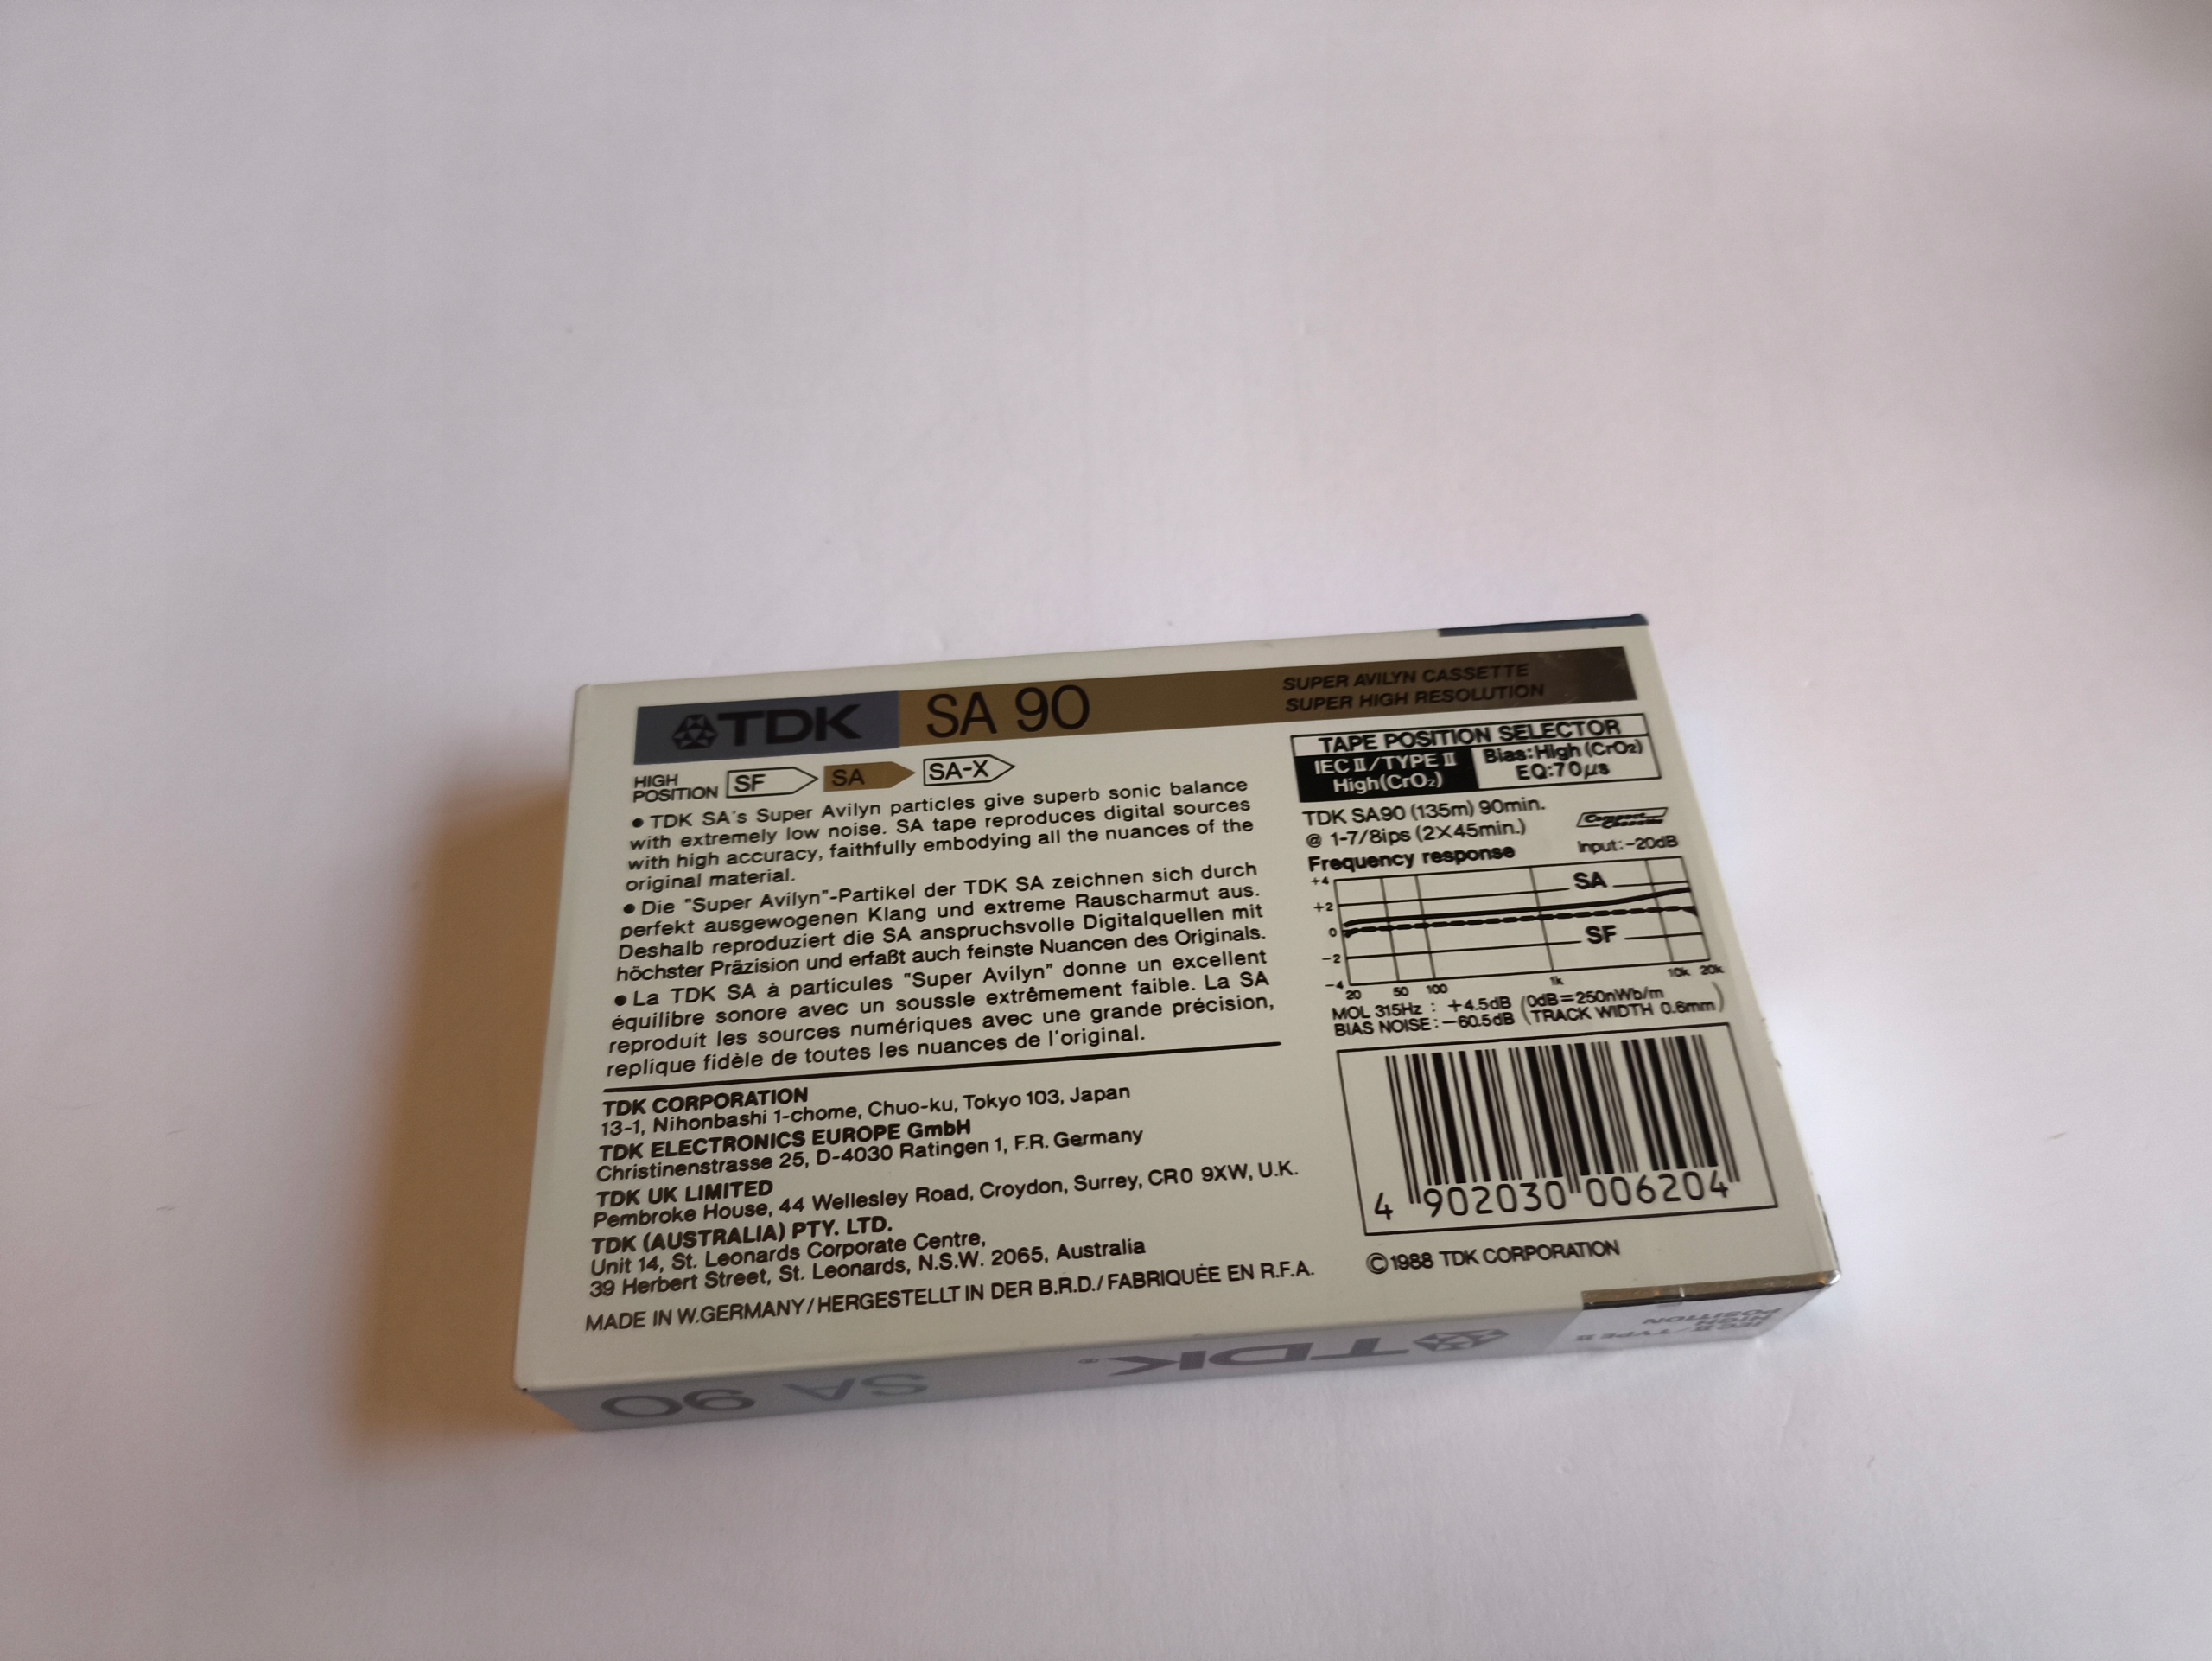 TDK SA 90
SUPER AVILYN CASSETTE
SUPER HIGH RESOLUTION
HIGH
POSITION SF SA SA-X
● TDK SA's Super Avilyn particles give superb sonic balance
with extremely low noise. SA tape reproduces digital sources
with high accuracy, faithfully embodying all the nuances of the
original material.
● Die "Super Avilyn"-Partikel der TDK SA zeichnen sich durch
perfekt ausgewogenen Klang und extreme Rauscharmut aus.
Deshalb reproduziert die SA anspruchsvolle Digitalquellen mit
höchster Präzision und erfaßt auch feinste Nuancen des Originals.
● La TDK SA à particules "Super Avilyn" donne un excellent
équilibre sonore avec un soussle extrêmement faible. La SA
reproduit les sources numériques avec une grande précision,
replique fidèle de toutes les nuances de l'original.
TDK CORPORATION
13-1, Nihonbashi 1-chome, Chuo-ku, Tokyo 103, Japan
TDK ELECTRONICS EUROPE GmbH
Christinenstrasse 25, D-4030 Ratingen 1, F.R. Germany
TDK UK LIMITED
Pembroke House, 44 Wellesley Road, Croydon, Surrey, CR0 9XW, U.K.
TDK (AUSTRALIA) PTY. LTD.
Unit 14, St. Leonards Corporate Centre,
39 Herbert Street, St. Leonards, N.S.W. 2065, Australia
MADE IN W.GERMANY/HERGESTELLT IN DER B.R.D./FABRIQUÉE EN R.F.A.
TAPE POSITION SELECTOR
IEC II/TYPE II
High(CrO₂)
Bias:High (CrO₂)
EQ:70μs
TDK SA90 (135m) 90min.
@ 1-7/8ips (2X45min.)
Compact Cassette
Frequency response Input:-20dB
+4
+2
0
-2
-4
SA
SF
20 50 100 1k 10k 20k
MOL 315Hz : +4.5dB (0dB=250nWb/m
BIAS NOISE : -60.5dB TRACK WIDTH 0.6mm)
4 902030 006204
©1988 TDK CORPORATION
IEC II/TYPE II
HIGH
POSITION
TDK®
SA 90